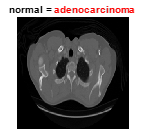 normal = adenocarcinoma